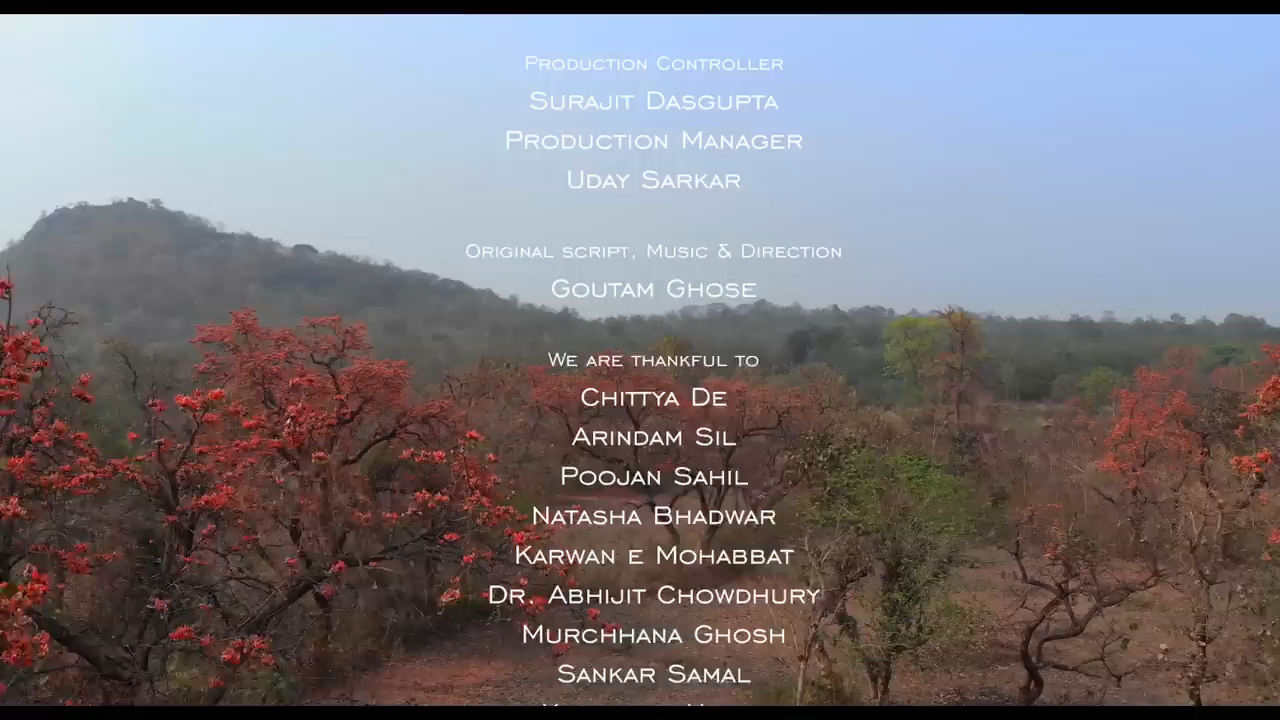 Production Controller
Surajit Dasgupta
Production Manager
Uday Sarkar
Original script, Music & Direction
Goutam Ghose
We are thankful to
Chittya De
Arindam Sil
Poojan Sahil
Natasha Bhadwar
Karwan e Mohabbat
Dr. Abhijit Chowdhury
Murchhana Ghosh
Sankar Samal